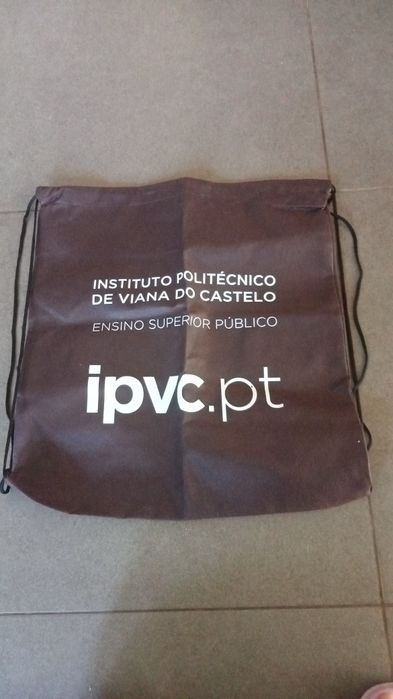 INSTITUTO POLITÉCNICO
DE VIANA DO CASTELO
ENSINO SUPERIOR PÚBLICO
ipvc.pt